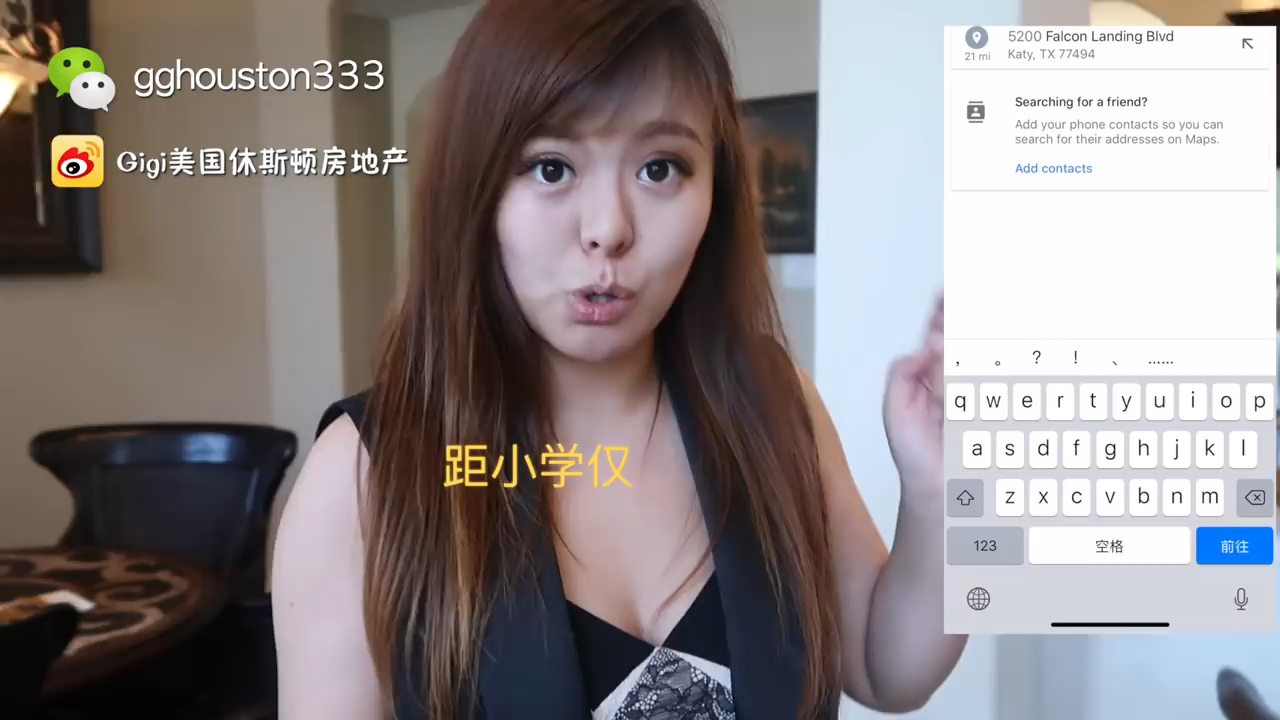 gghouston333
Gigi美国休斯顿房地产
距小学仅
5200 Falcon Landing Blvd
21 mi
Katy, TX 77494
Searching for a friend?
Add your phone contacts so you can
search for their addresses on Maps.
Add contacts
， 。 ? ! 、 ……
q w e r t y u i o p
a s d f g h j k l
z x c v b n m
123 空格 前往